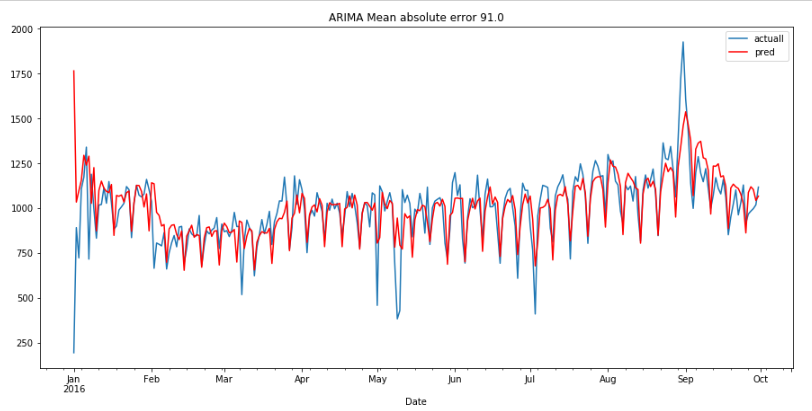 ARIMA Mean absolute error 91.0
actuall
pred
2000
1750
1500
1250
1000
750
500
250
Jan Feb Mar Apr May Jun Jul Aug Sep Oct
2016
Date